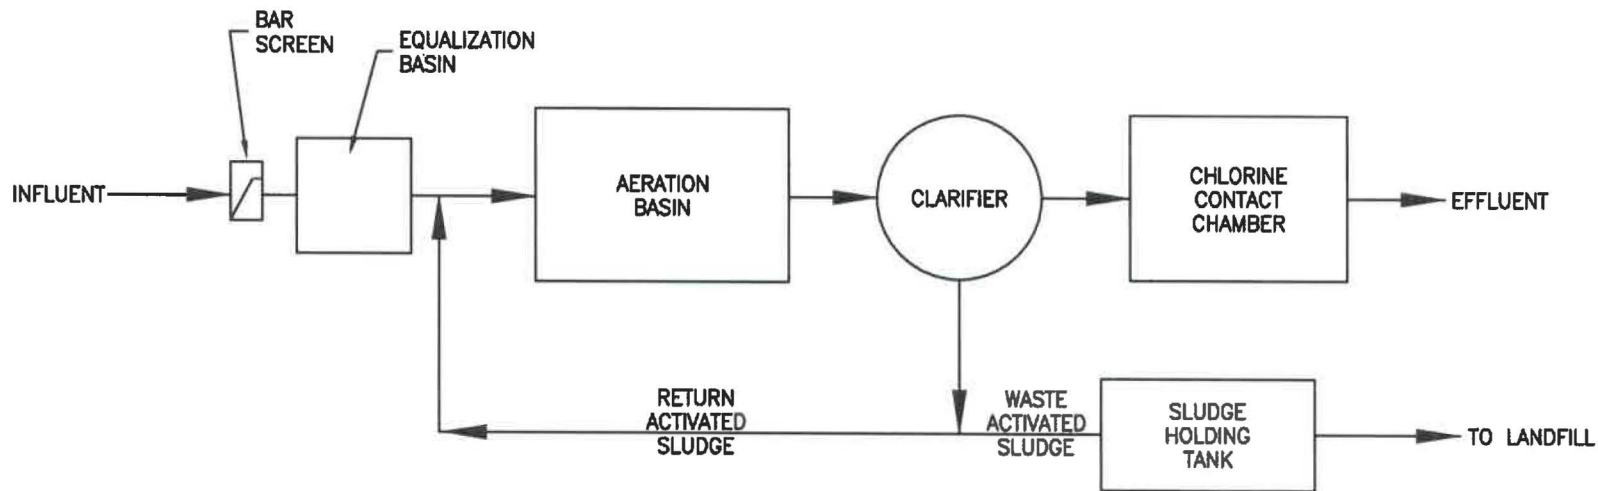 BAR
SCREEN
EQUALIZATION
BASIN
INFLUENT
AERATION
BASIN
CLARIFIER
CHLORINE
CONTACT
CHAMBER
EFFLUENT
RETURN
ACTIVATED
SLUDGE
WASTE
ACTIVATED
SLUDGE
SLUDGE
HOLDING
TANK
TO LANDFILL